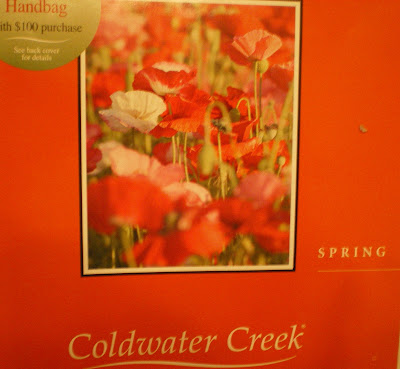 Handbag
with $100 purchase
See back cover
for details
SPRING
Coldwater Creek®